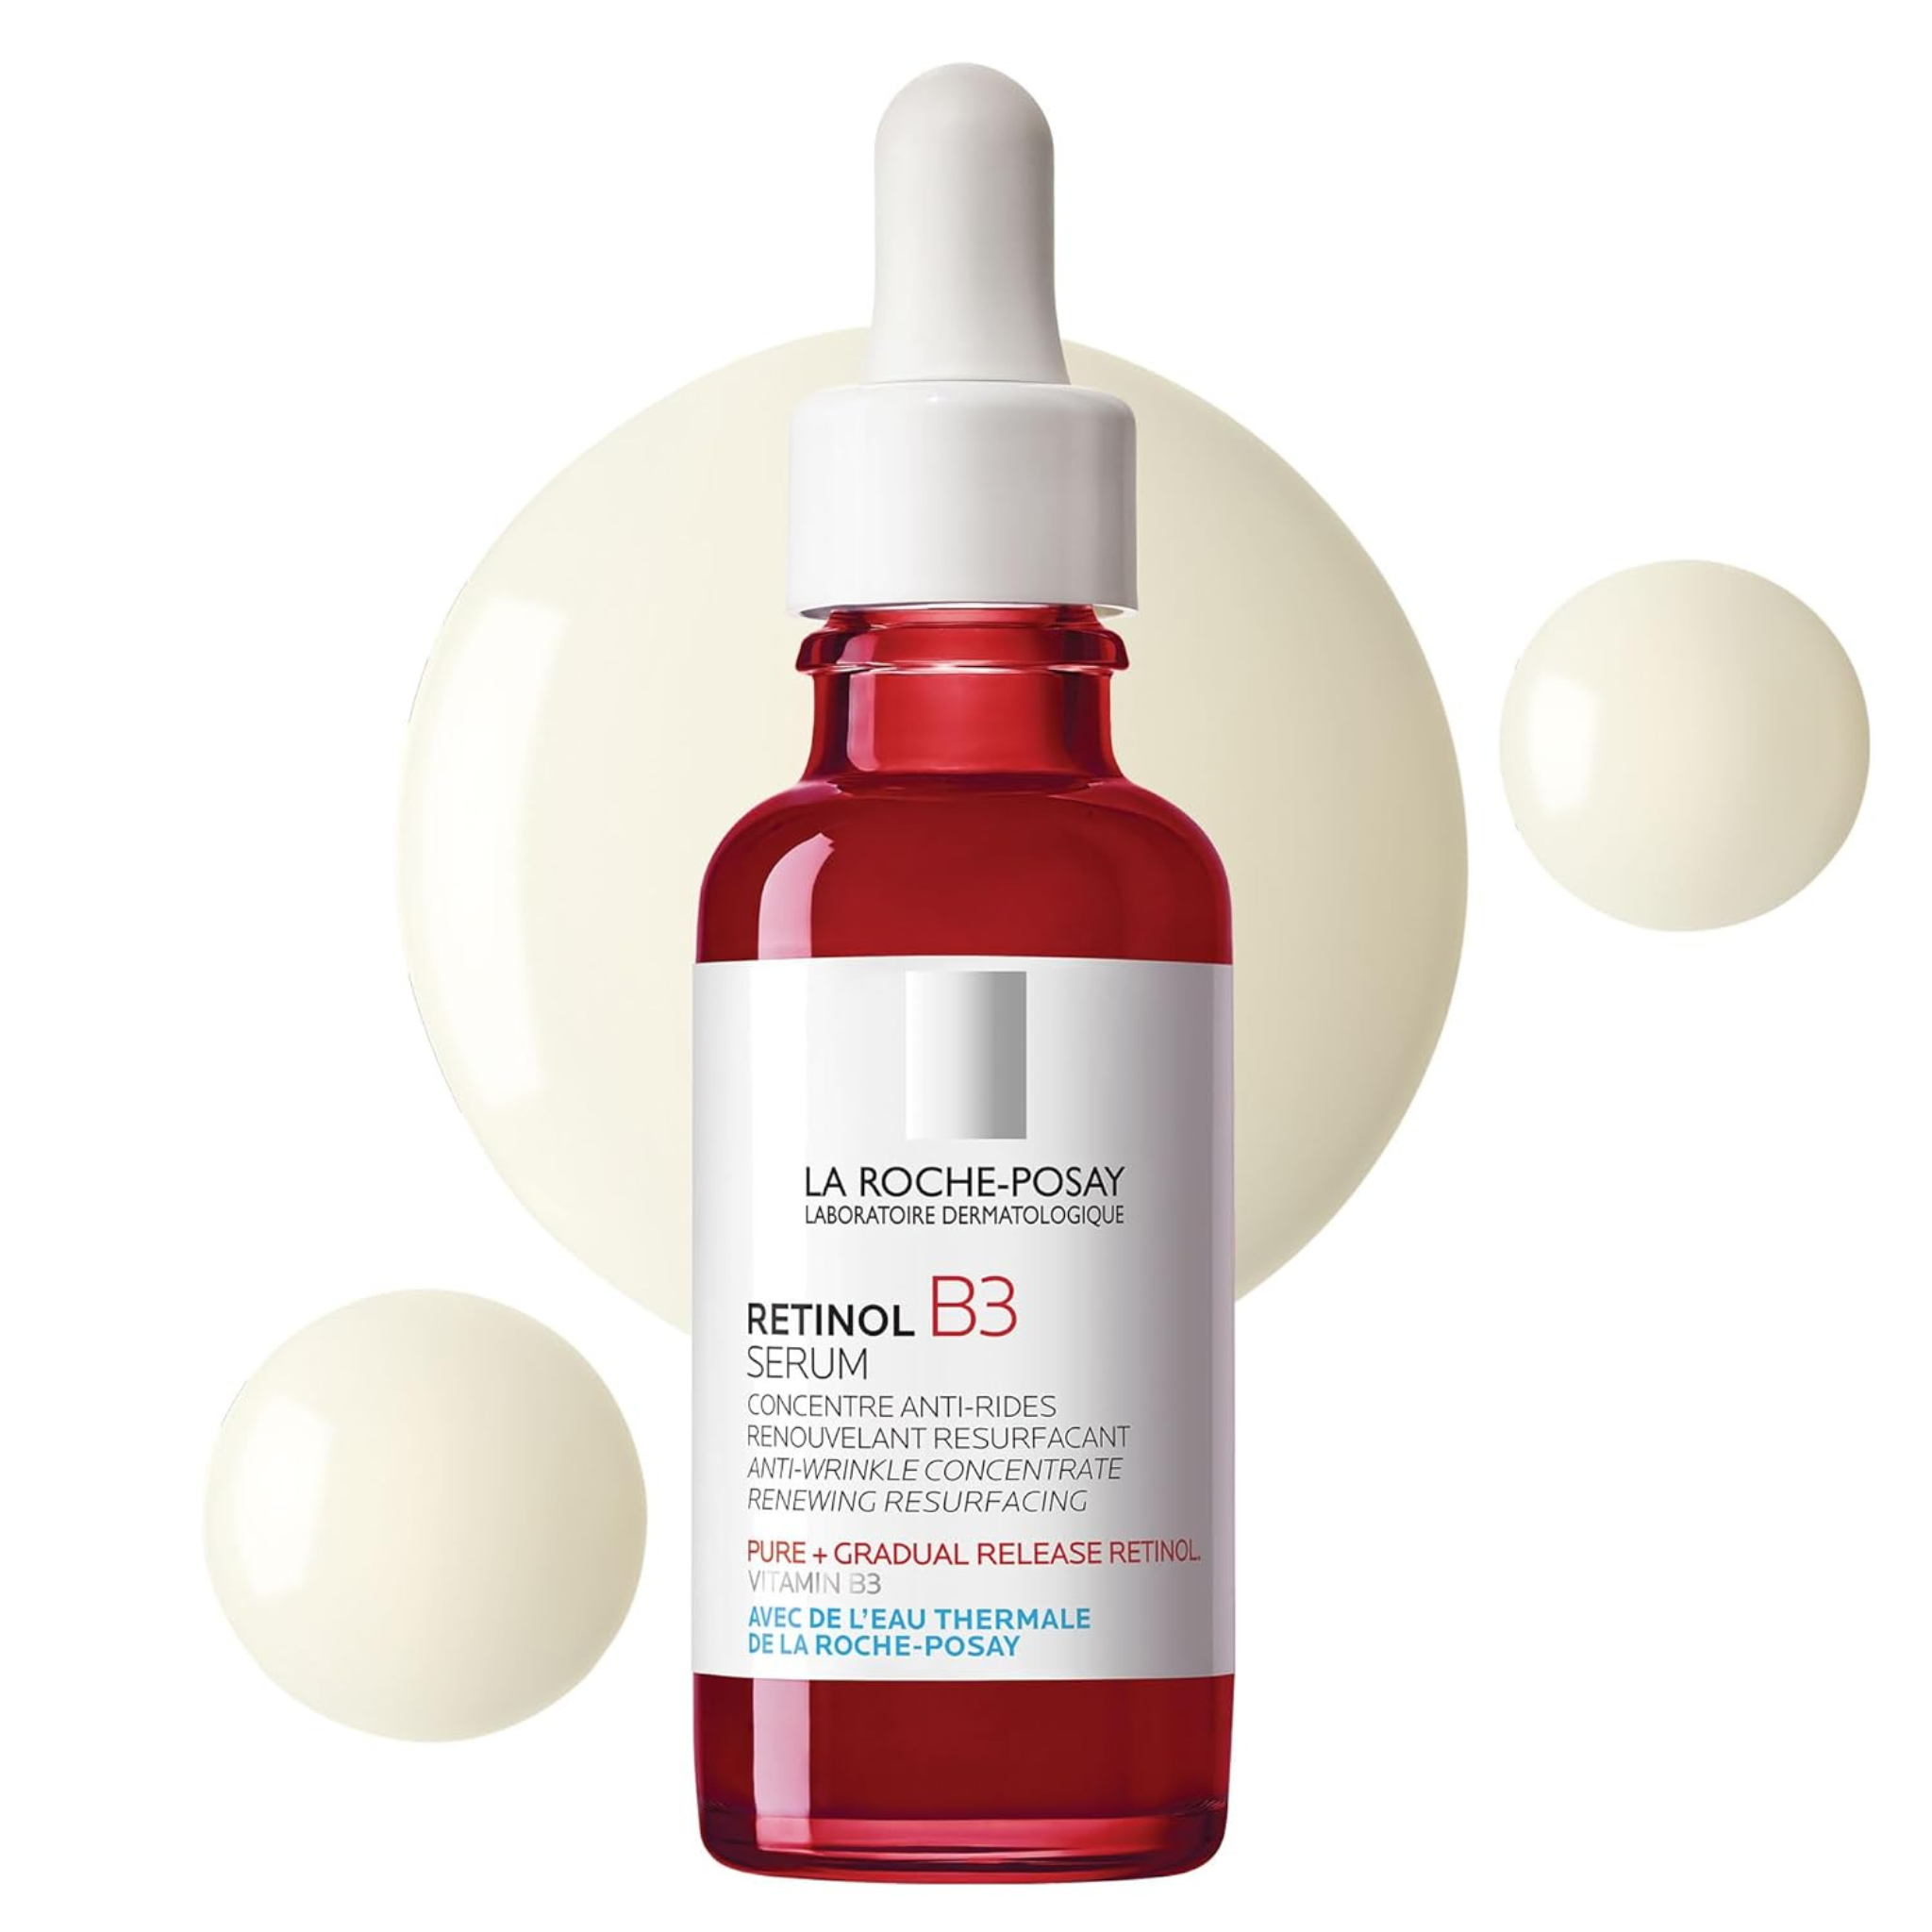 LA ROCHE-POSAY
LABORATOIRE DERMATOLOGIQUE
RETINOL B3
SERUM
CONCENTRE ANTI-RIDES
RENOUVELANT RESURFACANT
ANTI-WRINKLE CONCENTRATE
RENEWING RESURFACING
PURE + GRADUAL RELEASE RETINOL.
VITAMIN B3
AVEC DE L'EAU THERMALE
DE LA ROCHE-POSAY